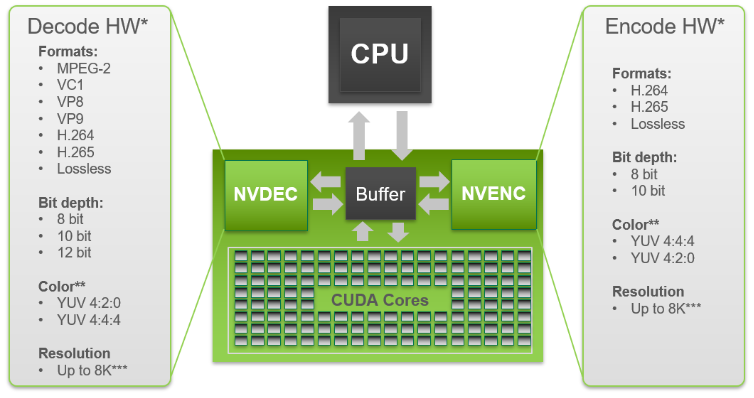 Decode HW*
Formats:
• MPEG-2
• VC1
• VP8
• VP9
• H.264
• H.265
• Lossless
Bit depth:
• 8 bit
• 10 bit
• 12 bit
Color**
• YUV 4:2:0
• YUV 4:4:4
Resolution
• Up to 8K***
CPU
NVDEC
Buffer
NVENC
CUDA Cores
Encode HW*
Formats:
• H.264
• H.265
• Lossless
Bit depth:
• 8 bit
• 10 bit
Color**
• YUV 4:4:4
• YUV 4:2:0
Resolution
• Up to 8K***